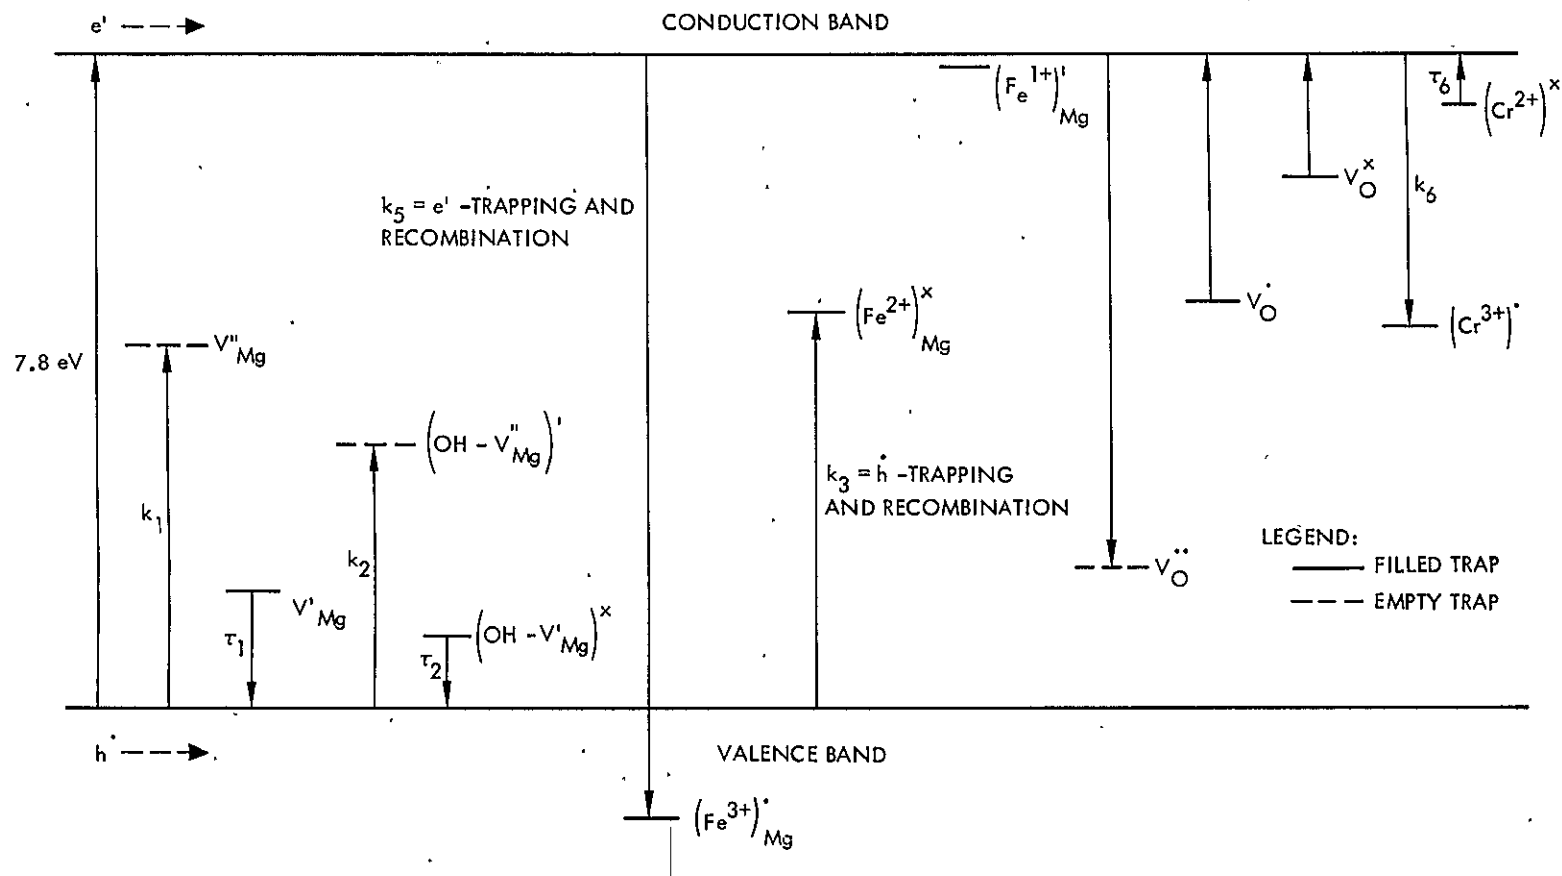 e' CONDUCTION BAND
(Fe¹⁺)'Mg
τ6
(Cr²⁺)ˣ
VOˣ
k6
k5 = e' -TRAPPING AND
RECOMBINATION
(Fe²⁺)ˣMg
VO˙
(Cr³⁺)˙
7.8 eV
V"Mg
(OH - V"Mg)'
k1
k2
k3 = ḣ -TRAPPING
AND RECOMBINATION
VO˙˙
LEGEND:
FILLED TRAP
EMPTY TRAP
V'Mg
τ1
(OH - V'Mg)ˣ
τ2
h˙ VALENCE BAND
(Fe³⁺)˙Mg